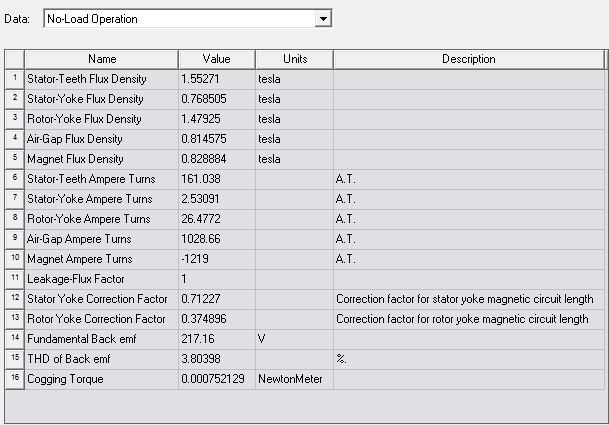 Data: No-Load Operation
Name Value Units Description
1 Stator-Teeth Flux Density 1.55271 tesla
2 Stator-Yoke Flux Density 0.768505 tesla
3 Rotor-Yoke Flux Density 1.47925 tesla
4 Air-Gap Flux Density 0.814575 tesla
5 Magnet Flux Density 0.828884 tesla
6 Stator-Teeth Ampere Turns 161.038 A.T.
7 Stator-Yoke Ampere Turns 2.53091 A.T.
8 Rotor-Yoke Ampere Turns 26.4772 A.T.
9 Air-Gap Ampere Turns 1028.66 A.T.
10 Magnet Ampere Turns -1219 A.T.
11 Leakage-Flux Factor 1
12 Stator Yoke Correction Factor 0.71227 Correction factor for stator yoke magnetic circuit length
13 Rotor Yoke Correction Factor 0.374896 Correction factor for rotor yoke magnetic circuit length
14 Fundamental Back emf 217.16 V
15 THD of Back emf 3.80398 %.
16 Cogging Torque 0.000752129 NewtonMeter